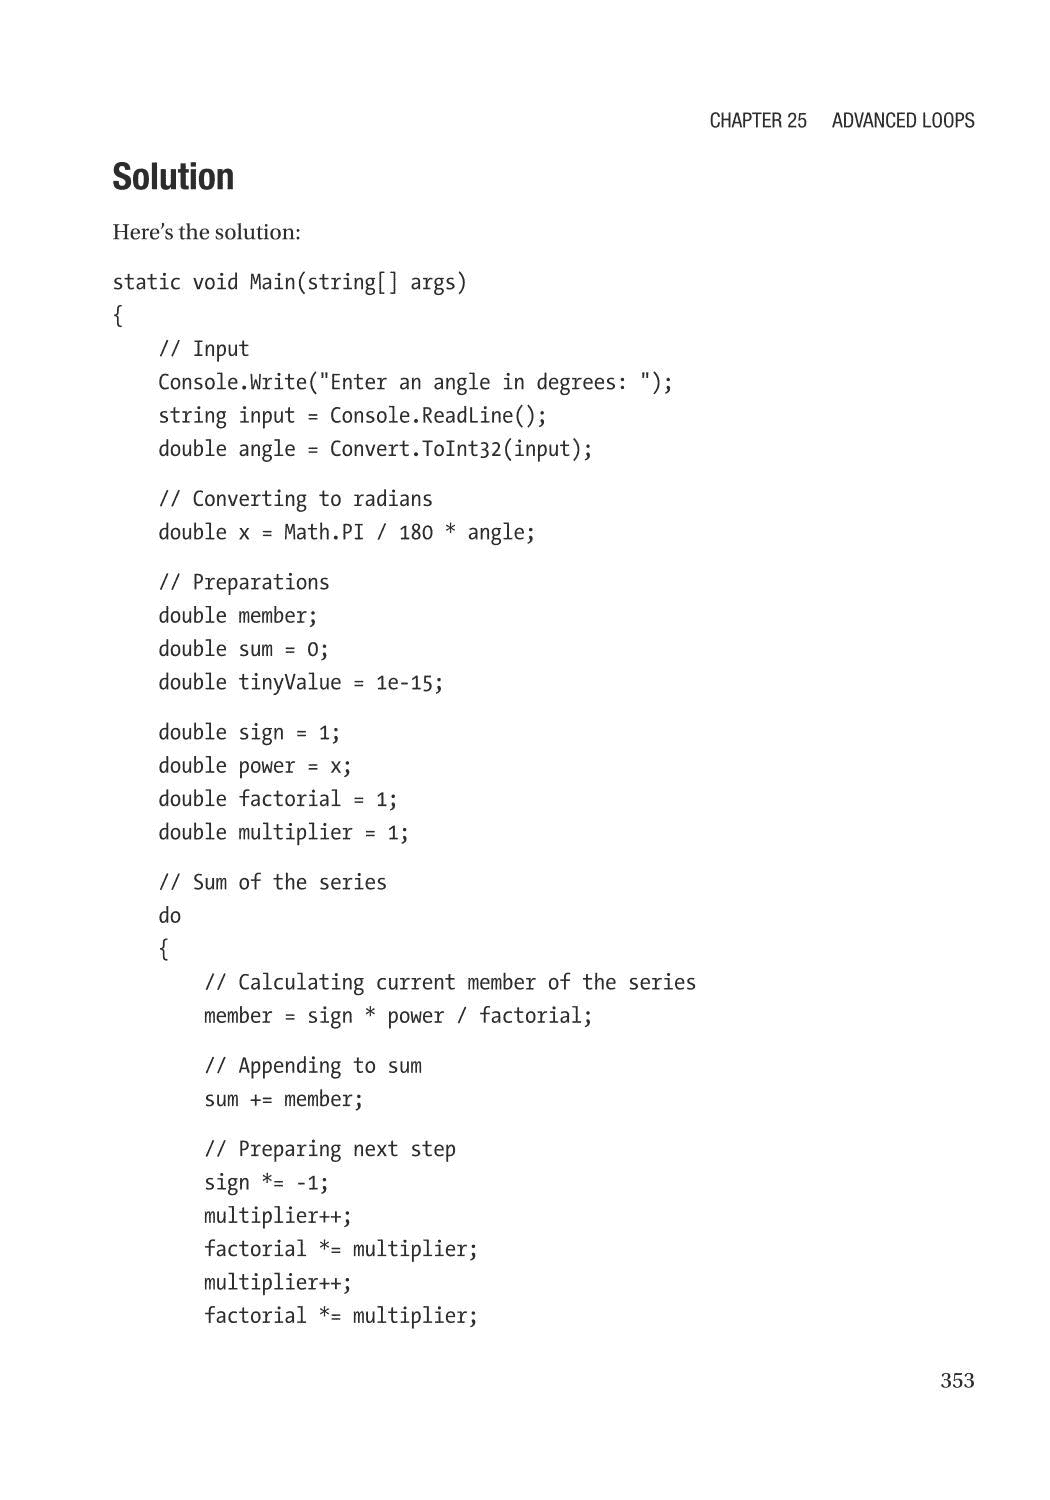 CHAPTER 25 ADVANCED LOOPS
Solution
Here's the solution:
static void Main(string[] args)
{
    // Input
    Console.Write("Enter an angle in degrees: ");
    string input = Console.ReadLine();
    double angle = Convert.ToInt32(input);
    // Converting to radians
    double x = Math.PI / 180 * angle;
    // Preparations
    double member;
    double sum = 0;
    double tinyValue = 1e-15;
    double sign = 1;
    double power = x;
    double factorial = 1;
    double multiplier = 1;
    // Sum of the series
    do
    {
        // Calculating current member of the series
        member = sign * power / factorial;
        // Appending to sum
        sum += member;
        // Preparing next step
        sign *= -1;
        multiplier++;
        factorial *= multiplier;
        multiplier++;
        factorial *= multiplier;
353